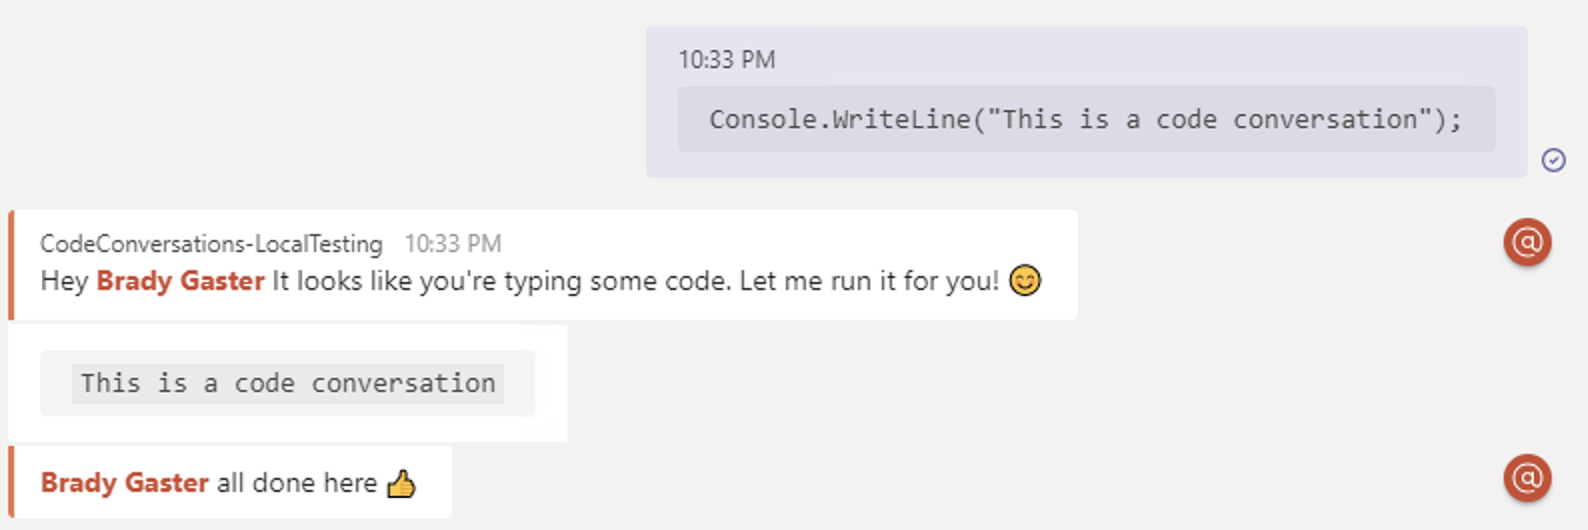 10:33 PM
Console.WriteLine("This is a code conversation");
CodeConversations-LocalTesting 10:33 PM
Hey Brady Gaster It looks like you're typing some code. Let me run it for you! 😊
This is a code conversation
Brady Gaster all done here 👍
@
@